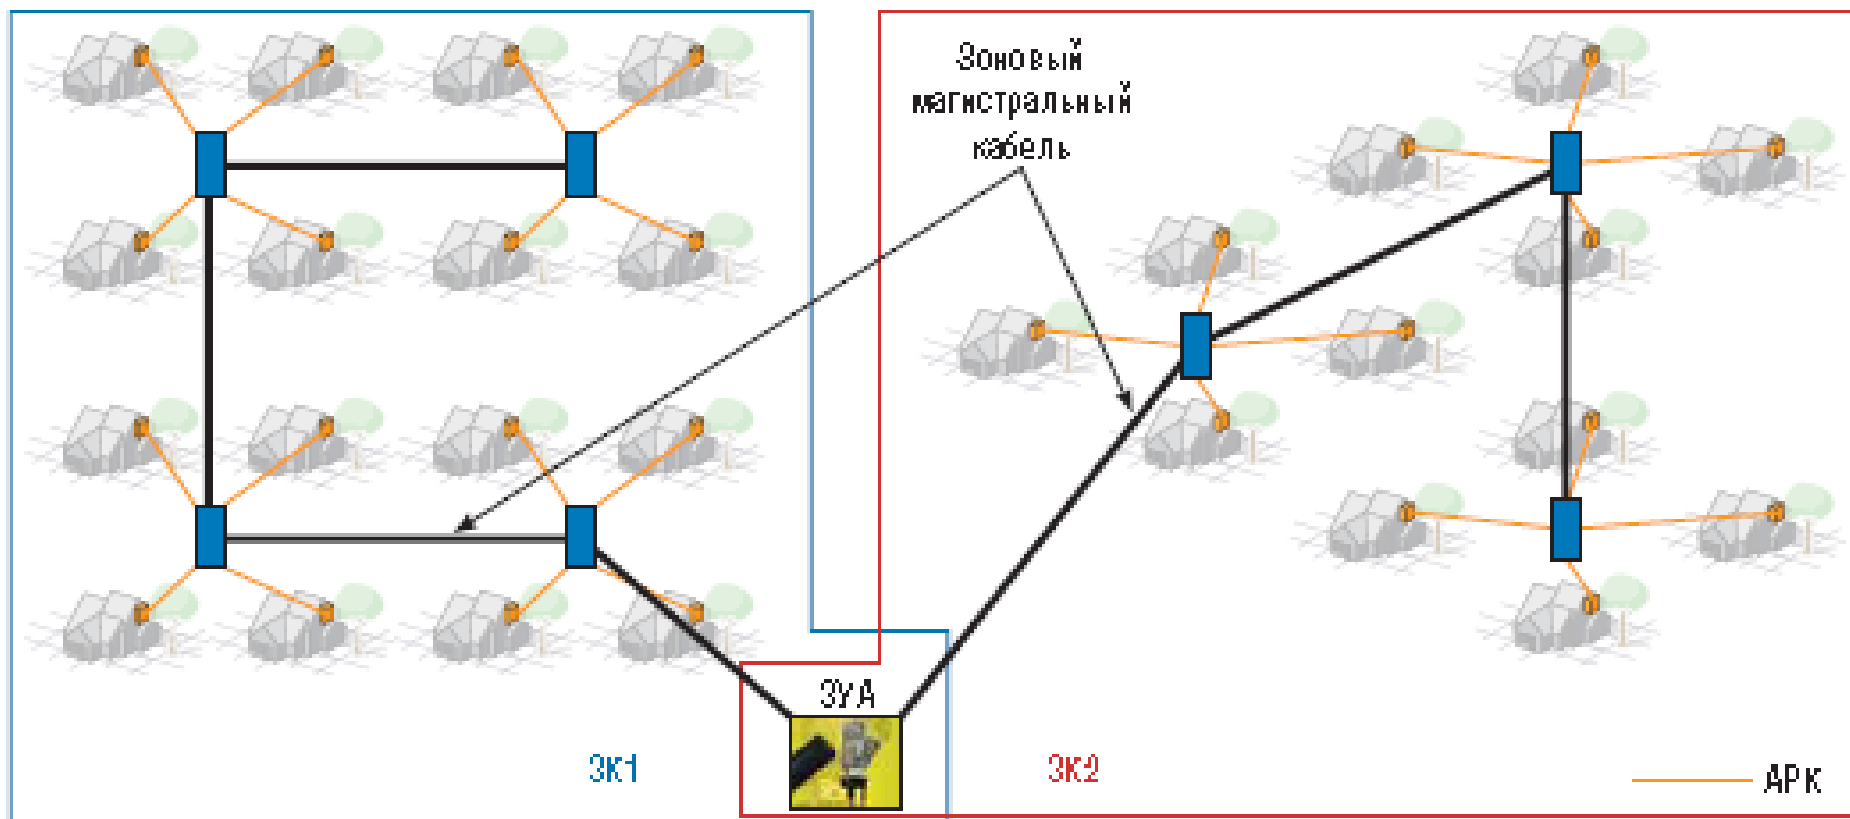 Зоновый
магистральный
кабель
ЗУА
ЗК1
ЗК2
АРК